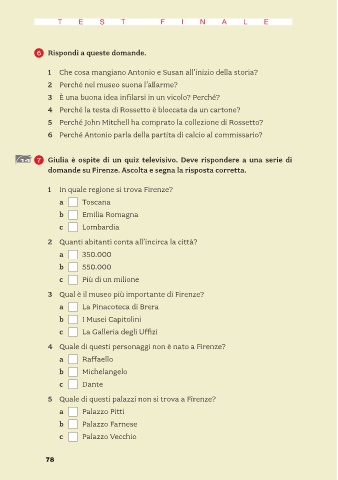 TEST FINALE
6 Rispondi a queste domande.
1 Che cosa mangiano Antonio e Susan all'inizio della storia?
2 Perché nel museo suona l'allarme?
3 È una buona idea infilarsi in un vicolo? Perché?
4 Perché la testa di Rossetto è bloccata da un cartone?
5 Perché John Mitchell ha comprato la collezione di Rossetto?
6 Perché Antonio parla della partita di calcio al commissario?
7 Giulia è ospite di un quiz televisivo. Deve rispondere a una serie di
domande su Firenze. Ascolta e segna la risposta corretta.
1 In quale regione si trova Firenze?
a Toscana
b Emilia Romagna
c Lombardia
2 Quanti abitanti conta all'incirca la città?
a 350.000
b 550.000
c Più di un milione
3 Qual è il museo più importante di Firenze?
a La Pinacoteca di Brera
b I Musei Capitolini
c La Galleria degli Uffizi
4 Quale di questi personaggi non è nato a Firenze?
a Raffaello
b Michelangelo
c Dante
5 Quale di questi palazzi non si trova a Firenze?
a Palazzo Pitti
b Palazzo Farnese
c Palazzo Vecchio
78